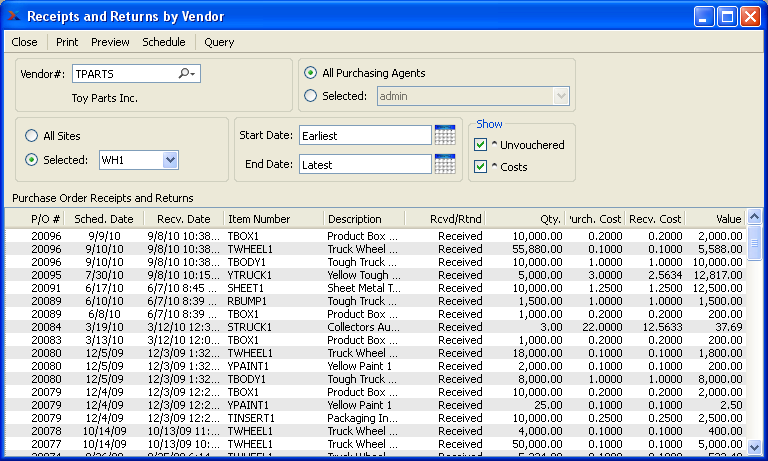 Receipts and Returns by Vendor
Close Print Preview Schedule Query
Vendor#: TPARTS
Toy Parts Inc.
All Purchasing Agents
Selected: admin
All Sites
Selected: WH1
Start Date: Earliest
End Date: Latest
Show
^ Unvouchered
^ Costs
Purchase Order Receipts and Returns
P/O # Sched. Date Recv. Date Item Number Description Rcvd/Rtnd Qty. urch. Cost Recv. Cost Value
20096 9/9/10 9/8/10 10:38... TBOX1 Product Box ... Received 10,000.00 0.2000 0.2000 2,000.00
20096 9/10/10 9/8/10 10:38... TWHEEL1 Truck Wheel ... Received 55,880.00 0.1000 0.1000 5,588.00
20096 9/10/10 9/8/10 10:38... TBODY1 Tough Truck ... Received 10,000.00 1.0000 1.0000 10,000.00
20095 7/30/10 9/8/10 10:15... YTRUCK1 Yellow Tough ... Received 5,000.00 3.0000 2.5634 12,817.00
20091 6/17/10 6/7/10 8:45 ... SHEET1 Sheet Metal T... Received 10,000.00 1.2500 1.2500 12,500.00
20089 6/10/10 6/7/10 8:39 ... RBUMP1 Tough Truck ... Received 1,500.00 1.0000 1.0000 1,500.00
20089 6/8/10 6/7/10 8:39 ... TBOX1 Product Box ... Received 1,000.00 0.2000 0.2000 200.00
20084 3/19/10 3/12/10 12:3... STRUCK1 Collectors Au... Received 3.00 22.0000 12.5633 37.69
20083 3/13/10 3/12/10 12:0... TBOX1 Product Box ... Received 1,000.00 0.2000 0.2000 200.00
20080 12/5/09 12/3/09 1:32... TWHEEL1 Truck Wheel ... Received 18,000.00 0.1000 0.1000 1,800.00
20080 12/5/09 12/3/09 1:32... YPAINT1 Yellow Paint 1 Received 2,000.00 0.1000 0.1000 200.00
20080 12/5/09 12/3/09 1:32... TBODY1 Tough Truck ... Received 8,000.00 1.0000 1.0000 8,000.00
20079 12/4/09 12/3/09 12:2... TBOX1 Product Box ... Received 10,000.00 0.2000 0.2000 2,000.00
20079 12/4/09 12/3/09 12:2... YPAINT1 Yellow Paint 1 Received 25.00 0.1000 0.1000 2.50
20079 12/4/09 12/3/09 12:2... TINSERT1 Packaging In... Received 10,000.00 0.2500 0.2500 2,500.00
20078 10/14/09 10/13/09 11:... TWHEEL1 Truck Wheel ... Received 4,000.00 0.1000 0.1000 400.00
20077 10/14/09 10/13/09 10:... TWHEEL1 Truck Wheel ... Received 50,000.00 0.1000 0.1000 5,000.00